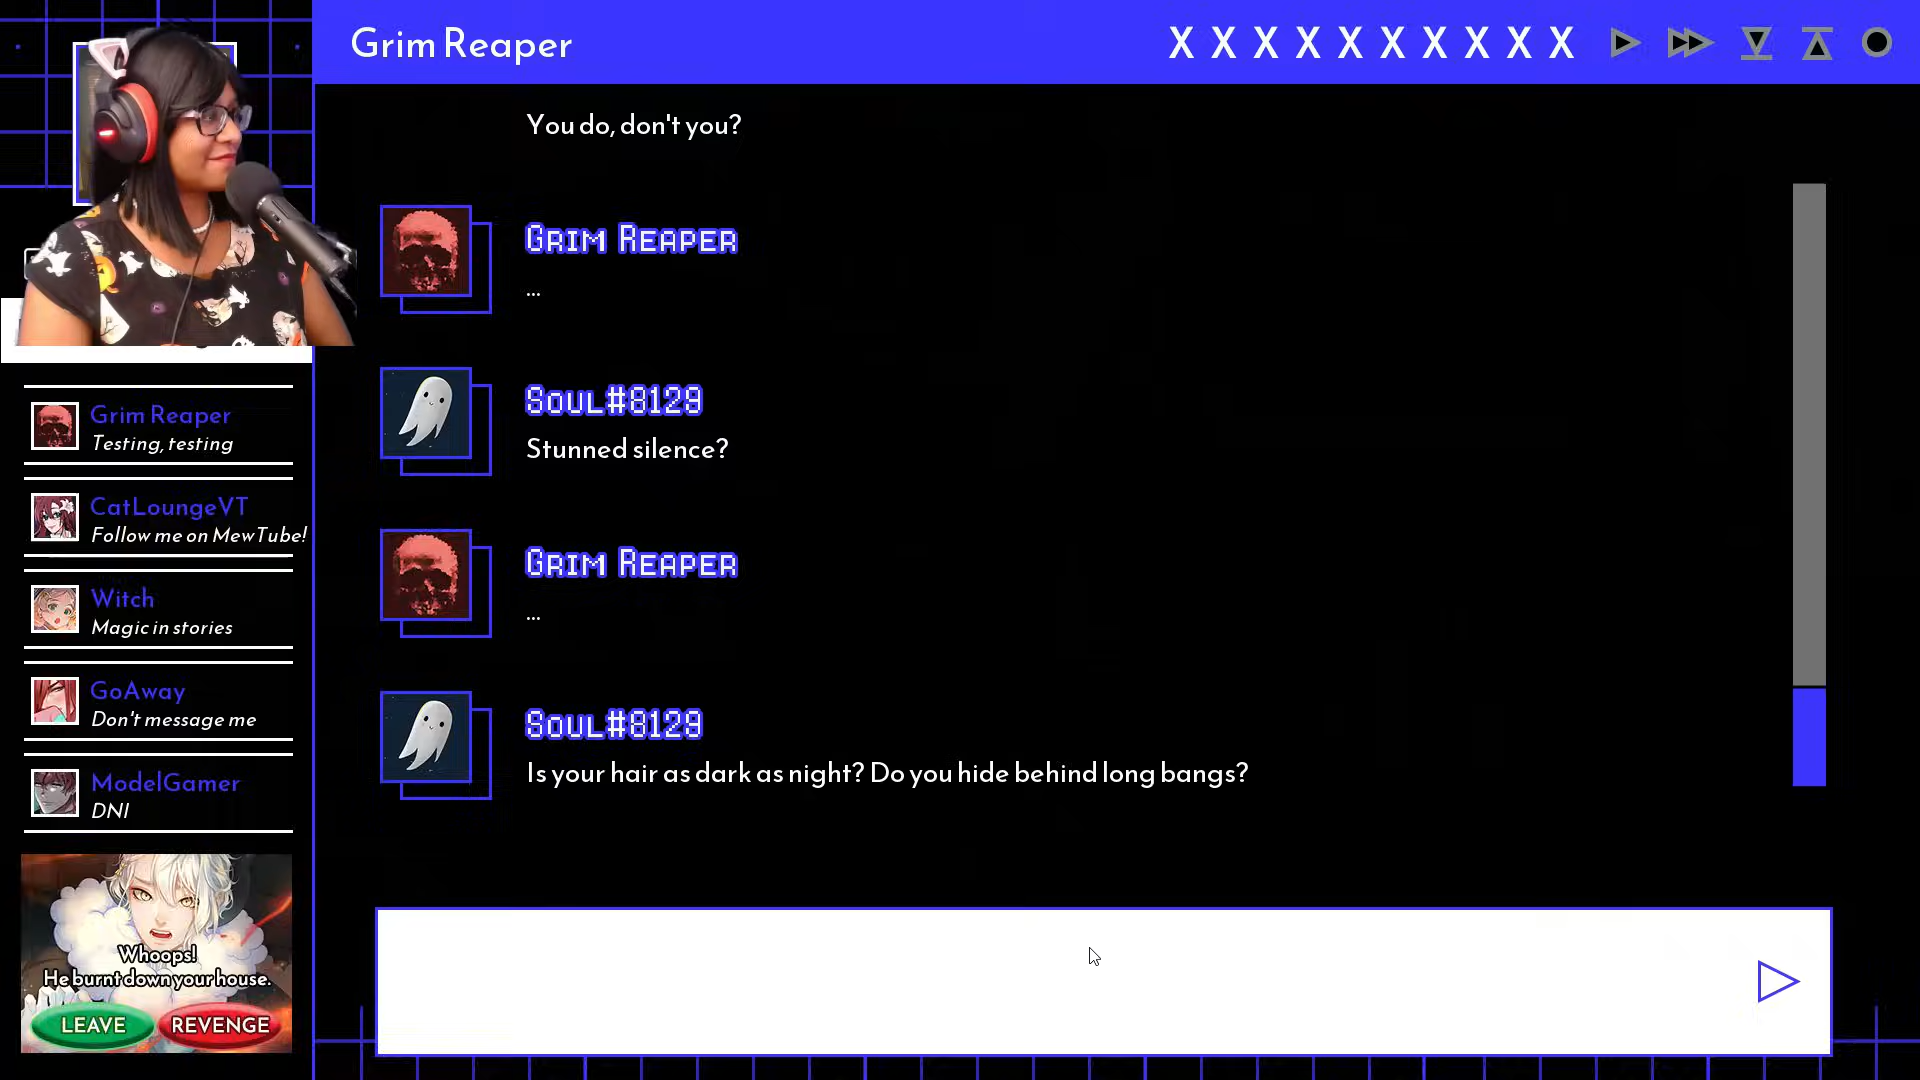 Grim Reaper
X X X X X X X X X X
You do, don't you?
Grim Reaper
...
Soul#8129
Stunned silence?
Grim Reaper
...
Soul#8129
Is your hair as dark as night? Do you hide behind long bangs?
Grim Reaper
Testing, testing
CatLoungeVT
Follow me on MewTube!
Witch
Magic in stories
GoAway
Don't message me
ModelGamer
DNI
Whoops!
He burnt down your house.
LEAVE
REVENGE